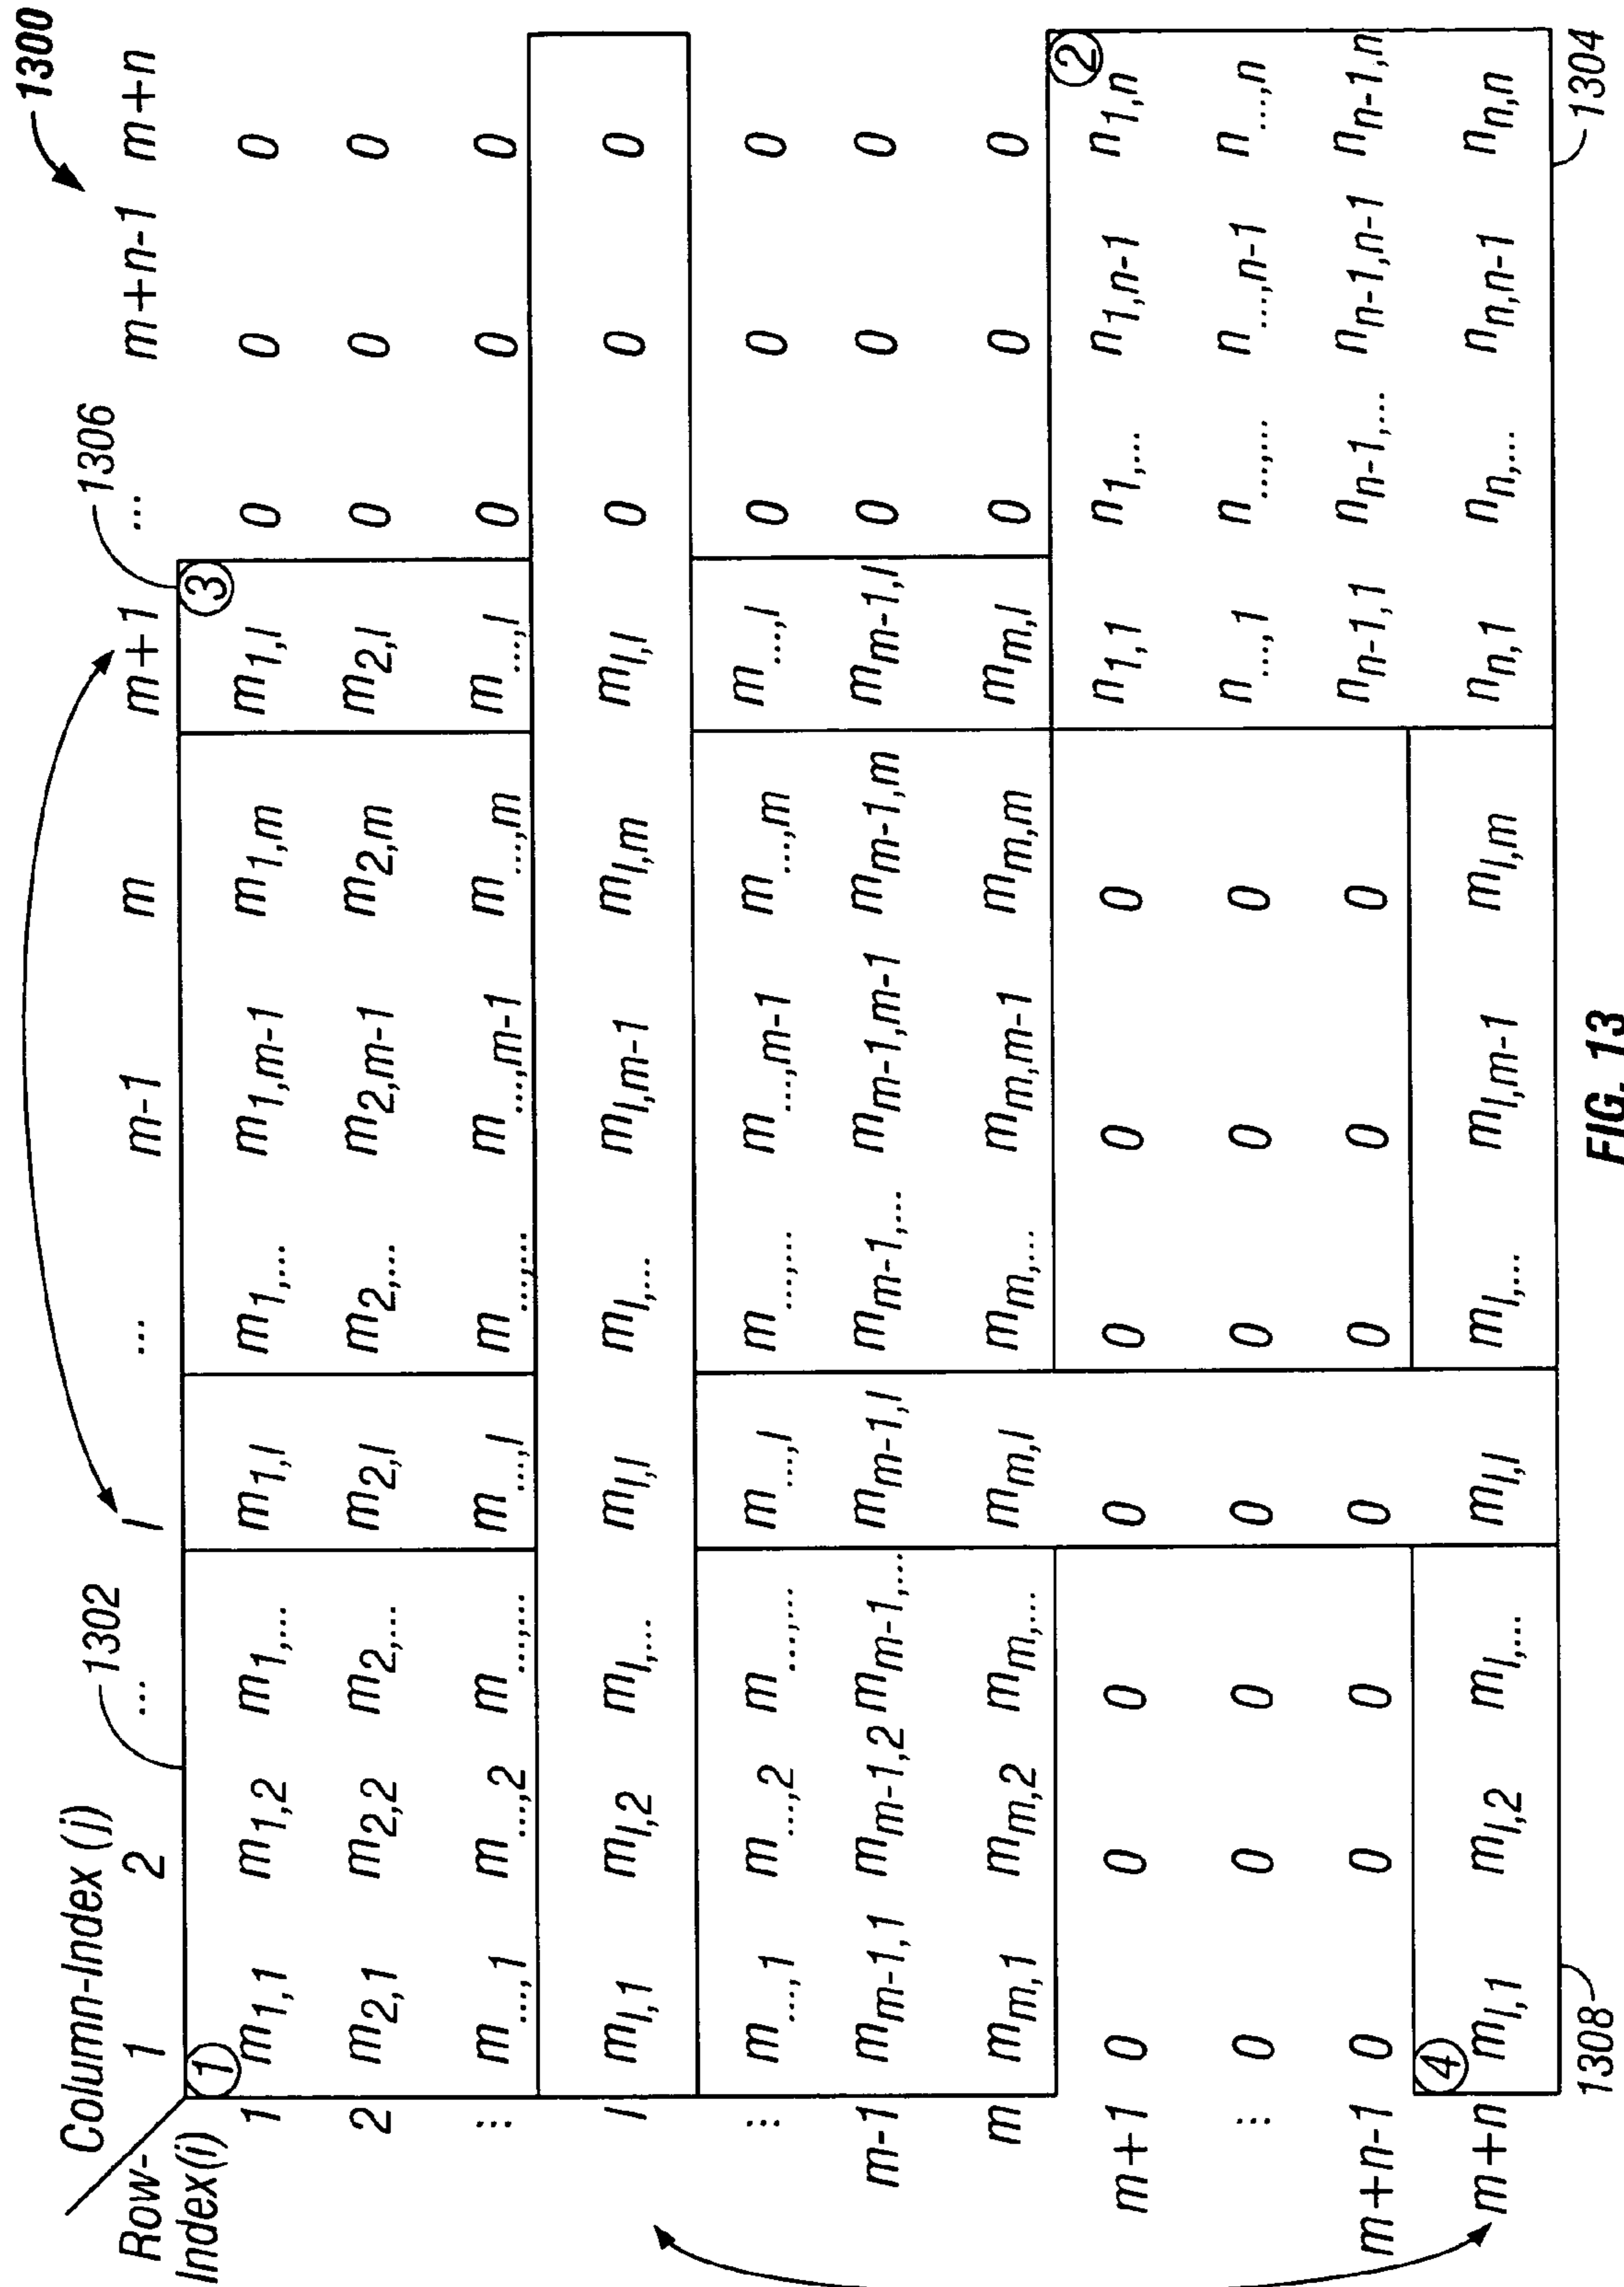 1300
Column-Index (j)
1302
1306
Row-Index(i)
1 2 ... l ... m-1 m m+1 ... m+n-1 m+n
① ③
1 m1,1 m1,2 m1,... m1,l m1,... m1,m-1 m1,m m1,l 0 0 0
2 m2,1 m2,2 m2,... m2,l m2,... m2,m-1 m2,m m2,l 0 0 0
⋮ m...,1 m...,2 m...,... m...,l m...,... m...,m-1 m...,m m...,l 0 0 0
l ml,1 ml,2 ml,... ml,l ml,... ml,m-1 ml,m ml,l 0 0 0
⋮ m...,1 m...,2 m...,... m...,l m...,... m...,m-1 m...,m m...,l 0 0 0
m-1 mm-1,1 mm-1,2 mm-1,... mm-1,l mm-1,... mm-1,m-1 mm-1,m mm-1,l 0 0 0
m mm,1 mm,2 mm,... mm,l mm,... mm,m-1 mm,m mm,l 0 0 0
②
m+1 0 0 0 0 0 0 0 n1,1 n1,... n1,n-1 n1,n
⋮ 0 0 0 0 0 0 0 n...,1 n...,... n...,n-1 n...,n
m+n-1 0 0 0 0 0 0 0 nn-1,1 nn-1,... nn-1,n-1 nn-1,n
④
m+n ml,1 ml,2 ml,... ml,l ml,... ml,m-1 ml,m nn,1 nn,... nn,n-1 nn,n
1308
1304
FIG. 13